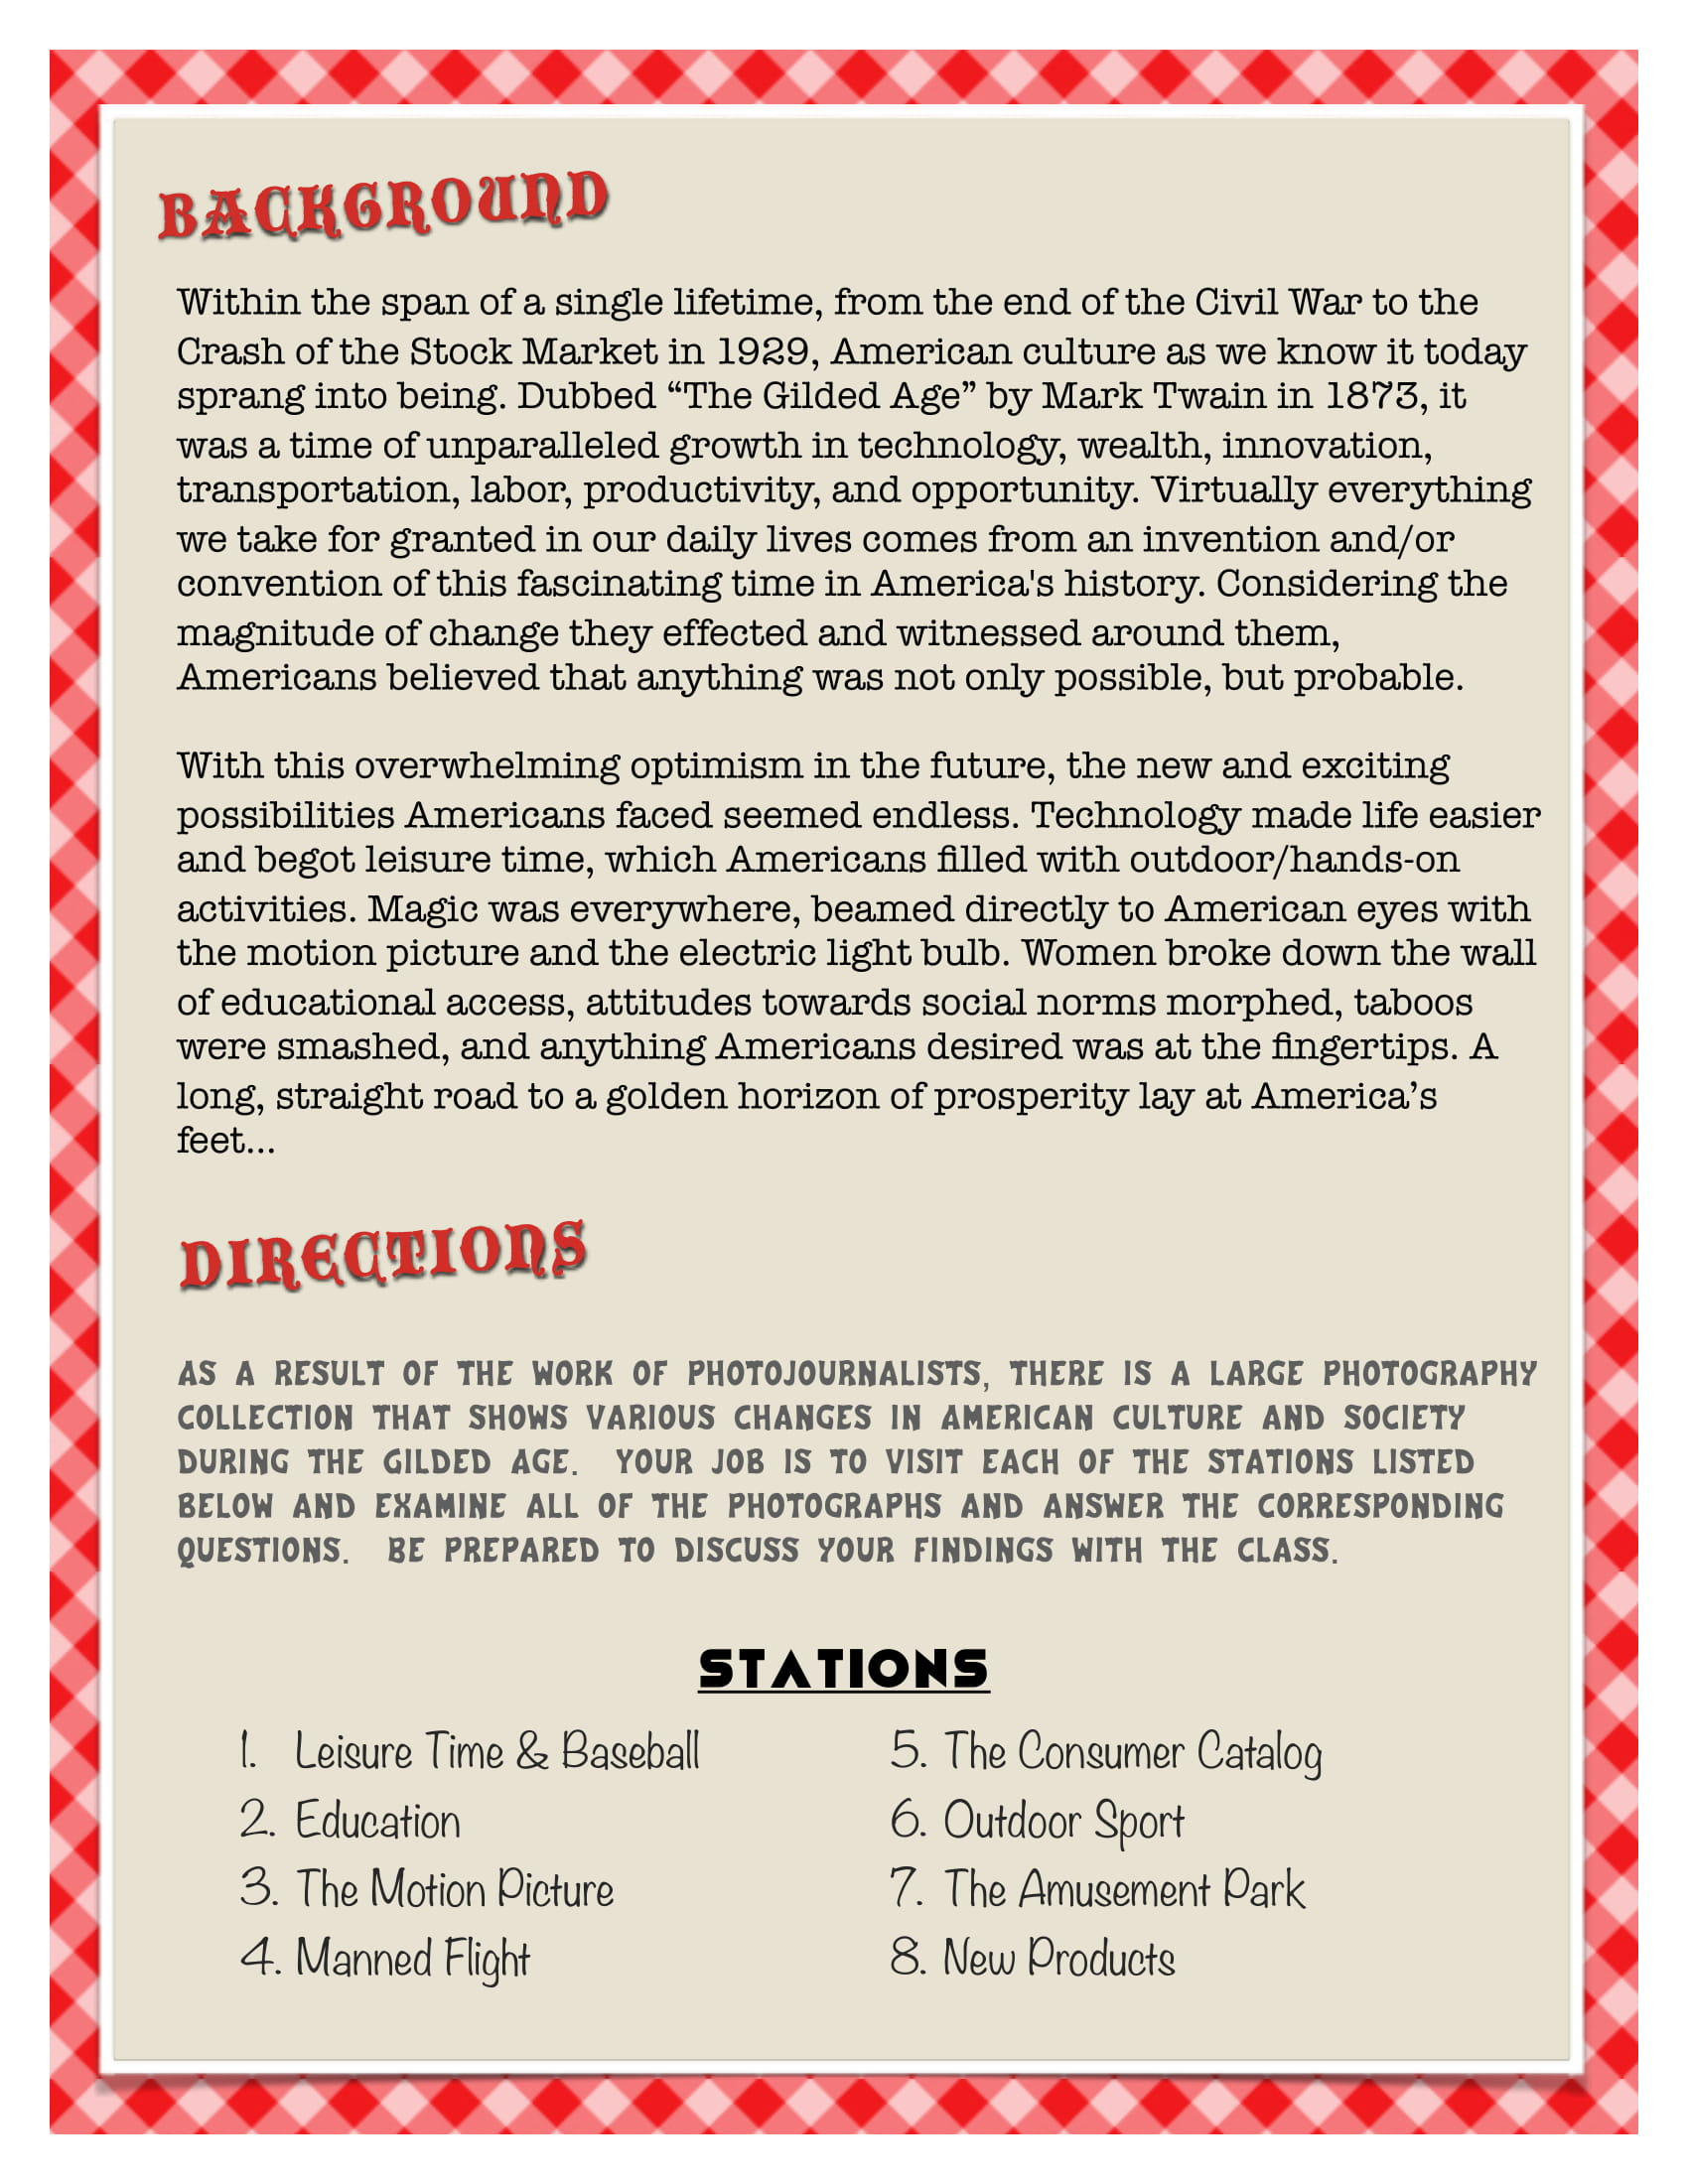 BACKGROUND
Within the span of a single lifetime, from the end of the Civil War to the
Crash of the Stock Market in 1929, American culture as we know it today
sprang into being. Dubbed “The Gilded Age” by Mark Twain in 1873, it
was a time of unparalleled growth in technology, wealth, innovation,
transportation, labor, productivity, and opportunity. Virtually everything
we take for granted in our daily lives comes from an invention and/or
convention of this fascinating time in America's history. Considering the
magnitude of change they effected and witnessed around them,
Americans believed that anything was not only possible, but probable.
With this overwhelming optimism in the future, the new and exciting
possibilities Americans faced seemed endless. Technology made life easier
and begot leisure time, which Americans filled with outdoor/hands-on
activities. Magic was everywhere, beamed directly to American eyes with
the motion picture and the electric light bulb. Women broke down the wall
of educational access, attitudes towards social norms morphed, taboos
were smashed, and anything Americans desired was at the fingertips. A
long, straight road to a golden horizon of prosperity lay at America’s
feet...
DIRECTIONS
AS A RESULT OF THE WORK OF PHOTOJOURNALISTS, THERE IS A LARGE PHOTOGRAPHY
COLLECTION THAT SHOWS VARIOUS CHANGES IN AMERICAN CULTURE AND SOCIETY
DURING THE GILDED AGE. YOUR JOB IS TO VISIT EACH OF THE STATIONS LISTED
BELOW AND EXAMINE ALL OF THE PHOTOGRAPHS AND ANSWER THE CORRESPONDING
QUESTIONS. BE PREPARED TO DISCUSS YOUR FINDINGS WITH THE CLASS.
STATIONS
1. Leisure Time & Baseball
2. Education
3. The Motion Picture
4. Manned Flight
5. The Consumer Catalog
6. Outdoor Sport
7. The Amusement Park
8. New Products